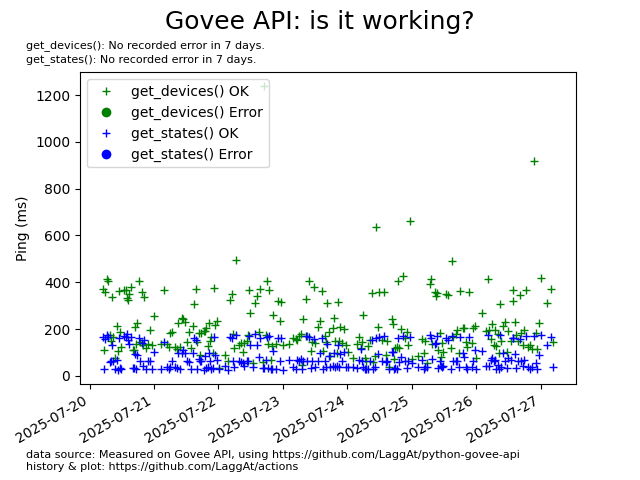 Govee API: is it working?
get_devices(): No recorded error in 7 days.
get_states(): No recorded error in 7 days.
get_devices() OK
get_devices() Error
get_states() OK
get_states() Error
Ping (ms)
1200
1000
800
600
400
200
0
2025-07-20
2025-07-21
2025-07-22
2025-07-23
2025-07-24
2025-07-25
2025-07-26
2025-07-27
data source: Measured on Govee API, using https://github.com/LaggAt/python-govee-api
history & plot: https://github.com/LaggAt/actions